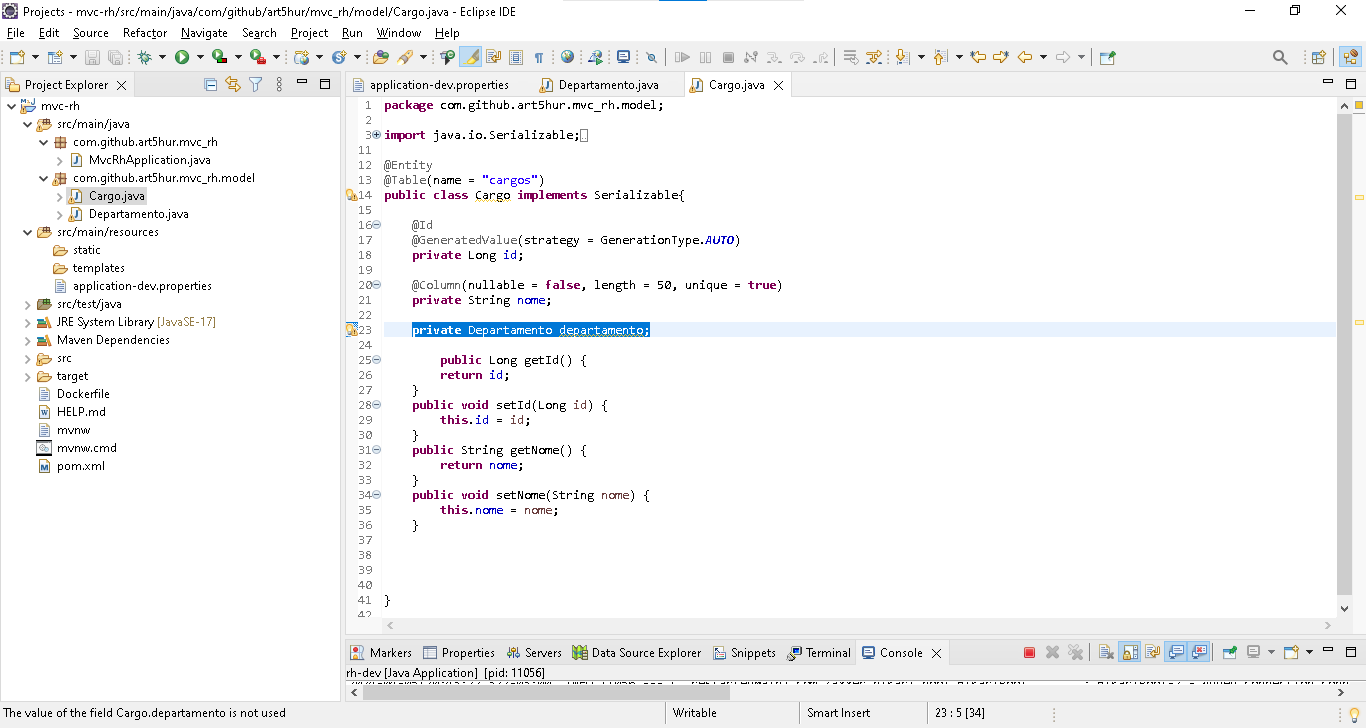 Projects - mvc-rh/src/main/java/com/github/art5hur/mvc_rh/model/Cargo.java - Eclipse IDE
File Edit Source Refactor Navigate Search Project Run Window Help
Project Explorer
mvc-rh
src/main/java
com.github.art5hur.mvc_rh
MvcRhApplication.java
com.github.art5hur.mvc_rh.model
Cargo.java
Departamento.java
src/main/resources
static
templates
application-dev.properties
src/test/java
JRE System Library [JavaSE-17]
Maven Dependencies
src
target
Dockerfile
HELP.md
mvnw
mvnw.cmd
pom.xml
application-dev.properties Departamento.java Cargo.java
1 package com.github.art5hur.mvc_rh.model;
2
3 import java.io.Serializable;
11
12 @Entity
13 @Table(name = "cargos")
14 public class Cargo implements Serializable{
15
16 @Id
17 @GeneratedValue(strategy = GenerationType.AUTO)
18 private Long id;
19
20 @Column(nullable = false, length = 50, unique = true)
21 private String nome;
22
23 private Departamento departamento;
24
25 public Long getId() {
26 return id;
27 }
28 public void setId(Long id) {
29 this.id = id;
30 }
31 public String getNome() {
32 return nome;
33 }
34 public void setNome(String nome) {
35 this.nome = nome;
36 }
37
38
39
40
41 }
42
Markers Properties Servers Data Source Explorer Snippets Terminal Console
rh-dev [Java Application] [pid: 11056]
The value of the field Cargo.departamento is not used Writable Smart Insert 23 : 5 [34]